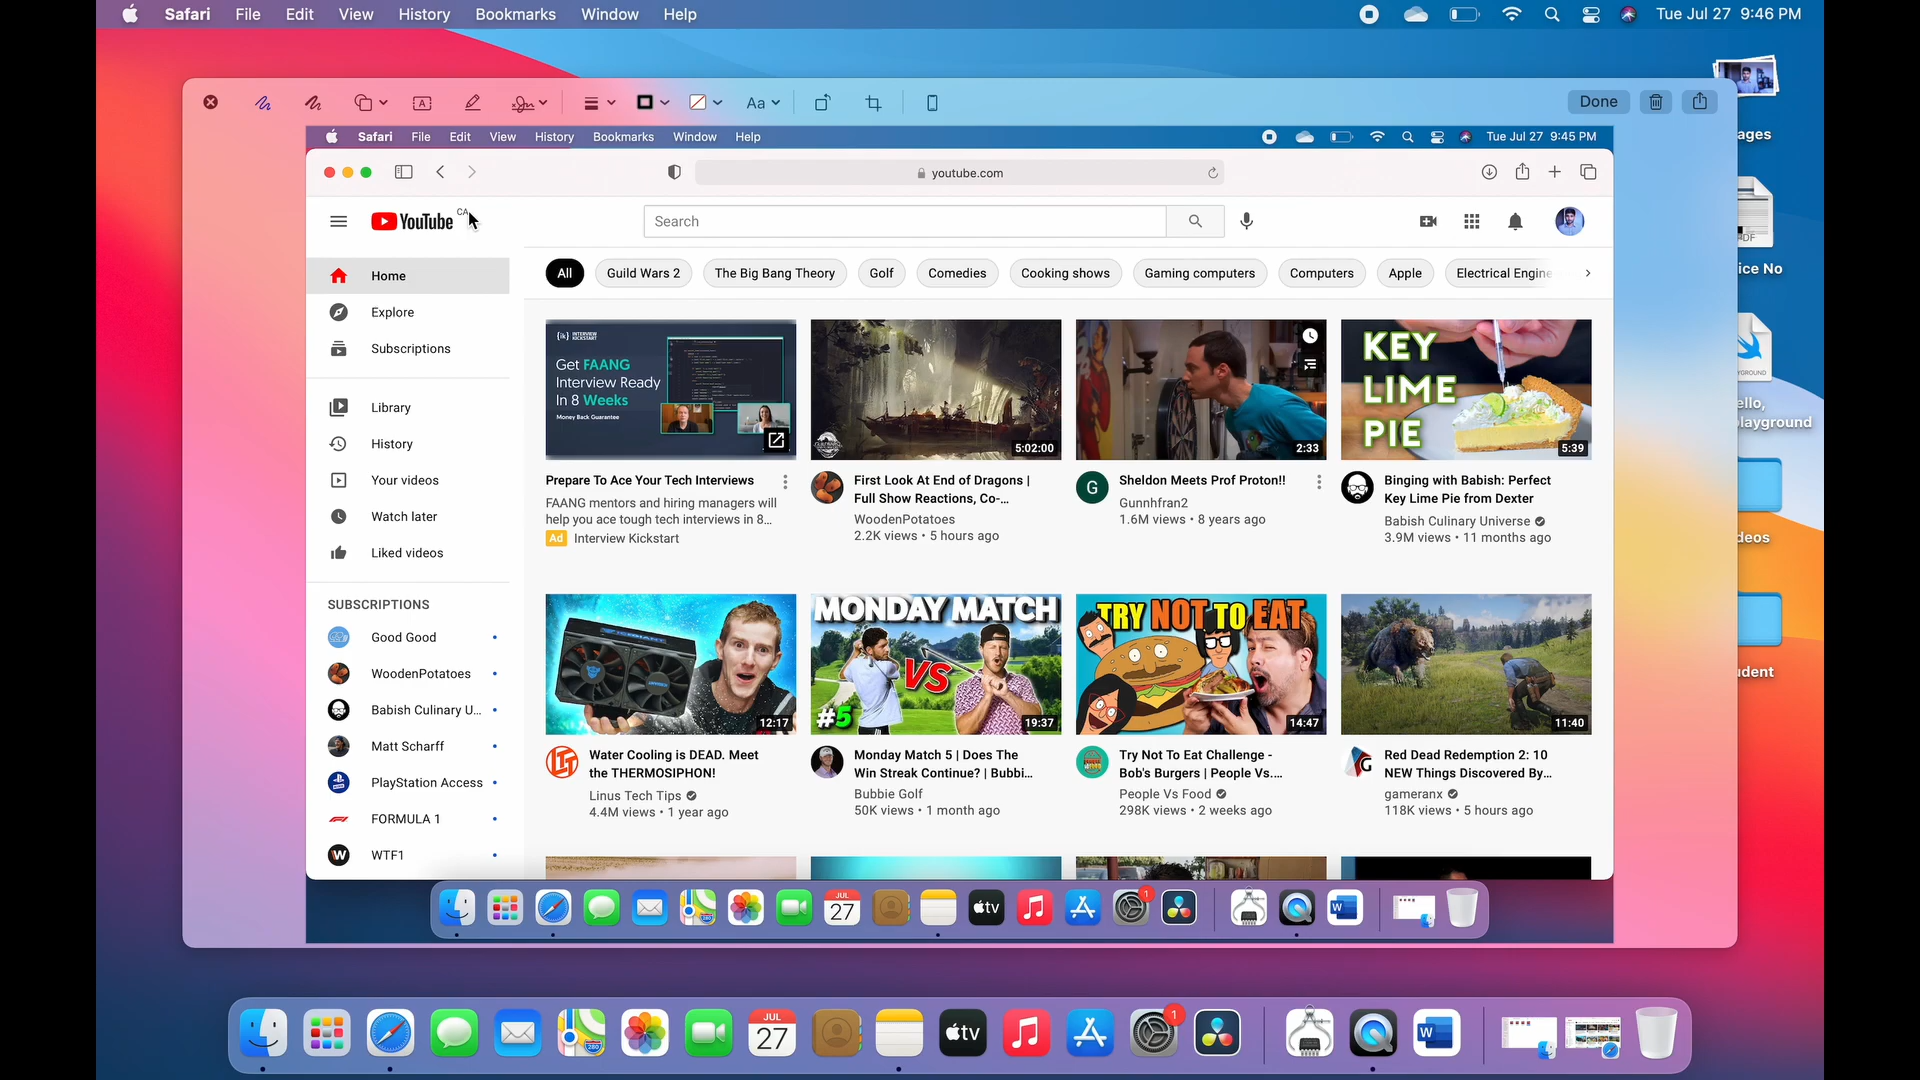 Safari File Edit View History Bookmarks Window Help Tue Jul 27 9:46 PM
A Aa Done
ages
Safari File Edit View History Bookmarks Window Help Tue Jul 27 9:45 PM
youtube.com
YouTube CA
Search
Home
Explore
Subscriptions
Library
History
Your videos
Watch later
Liked videos
SUBSCRIPTIONS
Good Good
WoodenPotatoes
Babish Culinary U...
Matt Scharff
PlayStation Access
FORMULA 1
WTF1
All Guild Wars 2 The Big Bang Theory Golf Comedies Cooking shows Gaming computers Computers Apple Electrical Engine
{ik} INTERVIEW KICKSTART
Get FAANG
Interview Ready
In 8 Weeks
Money Back Guarantee
Prepare To Ace Your Tech Interviews
FAANG mentors and hiring managers will
help you ace tough tech interviews in 8...
Ad Interview Kickstart
5:02:00
First Look At End of Dragons |
Full Show Reactions, Co-...
WoodenPotatoes
2.2K views • 5 hours ago
2:33
G
Sheldon Meets Prof Proton!!
Gunnhfran2
1.6M views • 8 years ago
KEY
LIME
PIE
5:39
Binging with Babish: Perfect
Key Lime Pie from Dexter
Babish Culinary Universe
3.9M views • 11 months ago
12:17
Water Cooling is DEAD. Meet
the THERMOSIPHON!
Linus Tech Tips
4.4M views • 1 year ago
MONDAY MATCH
VS
#5
19:37
Monday Match 5 | Does The
Win Streak Continue? | Bubbi...
Bubbie Golf
50K views • 1 month ago
TRY NOT TO EAT
14:47
Try Not To Eat Challenge -
Bob's Burgers | People Vs....
People Vs Food
298K views • 2 weeks ago
11:40
Red Dead Redemption 2: 10
NEW Things Discovered By...
gameranx
118K views • 5 hours ago
DF
ice No
ello,
layground
deos
udent
JUL
27
tv
1
W
JUL
27
tv
1
W